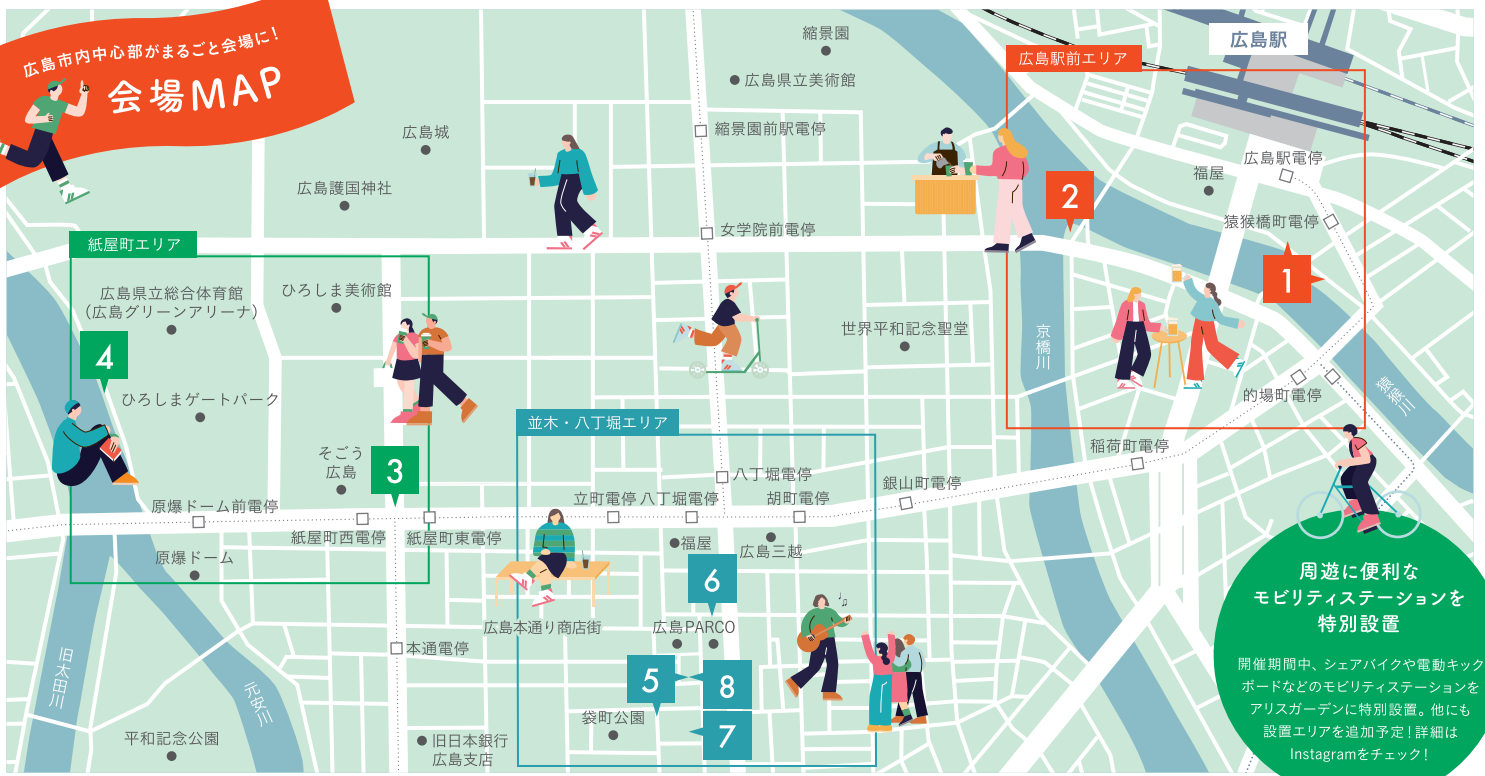 広島市内中心部がまるごと会場に！
会場MAP
縮景園
広島県立美術館
広島駅
広島駅前エリア
縮景園前駅電停
広島城
広島護国神社
広島駅電停
福屋
2
猿猴橋町電停
女学院前電停
紙屋町エリア
1
広島県立総合体育館
（広島グリーンアリーナ）
ひろしま美術館
世界平和記念聖堂
京橋川
4
ひろしまゲートパーク
的場町電停
猿猴川
並木・八丁堀エリア
稲荷町電停
そごう
広島
3
八丁堀電停
銀山町電停
立町電停
八丁堀電停
胡町電停
原爆ドーム前電停
紙屋町西電停
紙屋町東電停
原爆ドーム
福屋
広島三越
6
広島本通り商店街
広島PARCO
本通電停
5
8
7
袋町公園
旧太田川
元安川
平和記念公園
旧日本銀行
広島支店
周遊に便利な
モビリティステーションを
特別設置
開催期間中、シェアバイクや電動キック
ボードなどのモビリティステーションを
アリスガーデンに特別設置。他にも
設置エリアを追加予定！詳細は
Instagramをチェック！